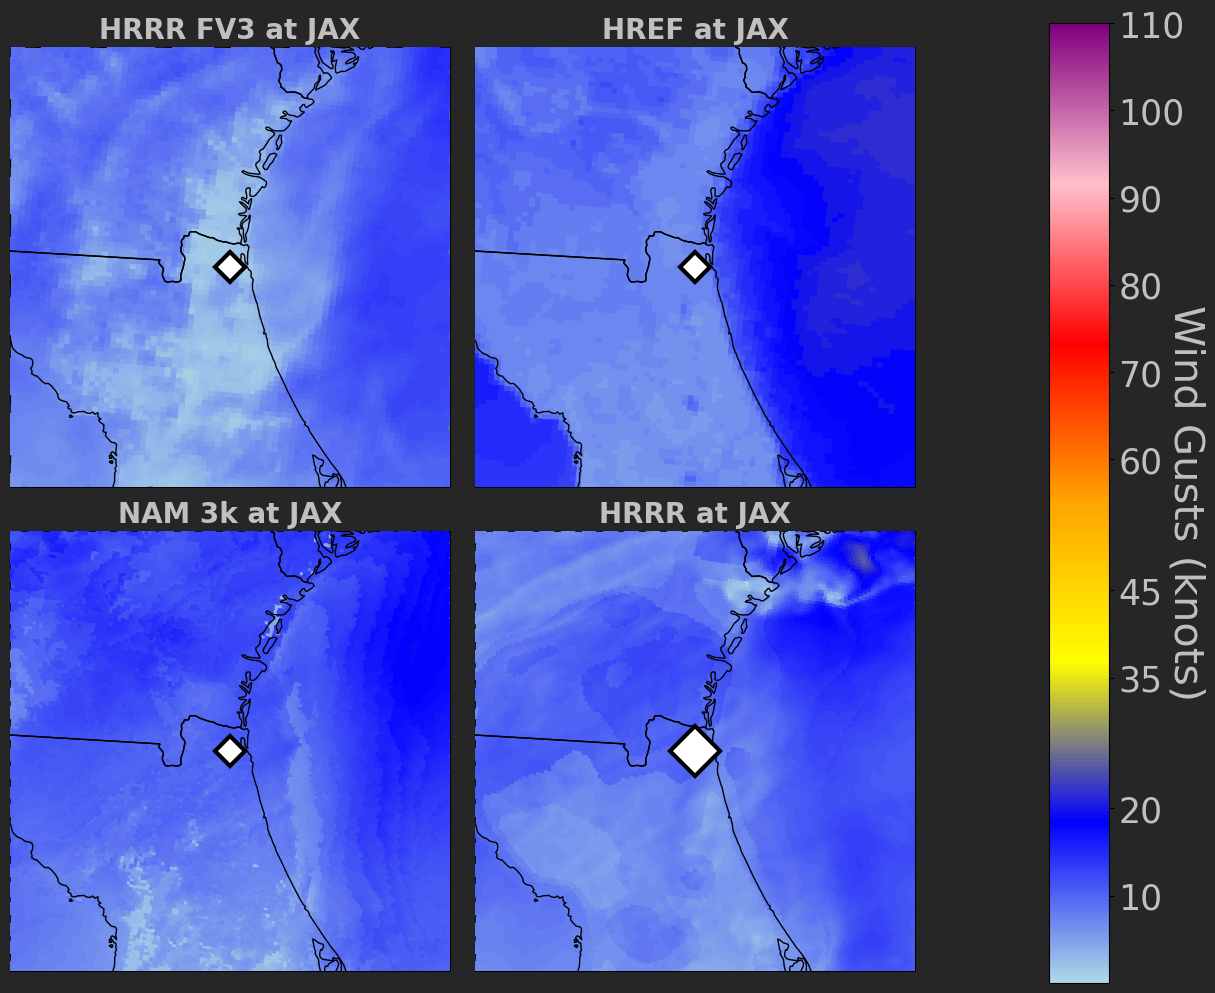 HRRR FV3 at JAX
HREF at JAX
NAM 3k at JAX
HRRR at JAX
110
100
90
80
70
60
45
35
20
10
Wind Gusts (knots)